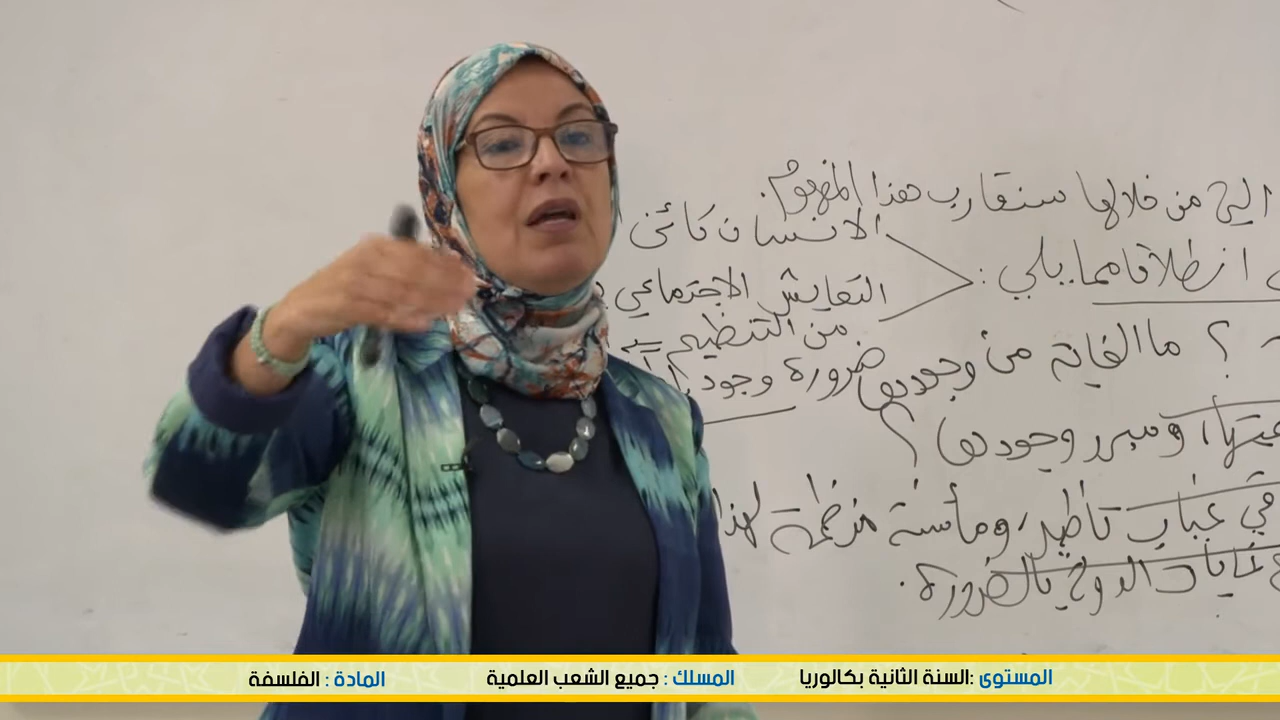 التي من خلالها سنقارب هذا المفهوم.
انطلاقا مما يلي :
الانسان كائن
التعايش الاجتماعي
من التنظيم
ضرورة وجود
؟ ما الغاية من وجودها
ومبرر وجودها ؟
في غياب تأطير، ومأسسة منظمة لهذا
غايات الدولة بالضرورة.
المستوى :السنة الثانية بكالوريا المسلك : جميع الشعب العلمية المادة : الفلسفة